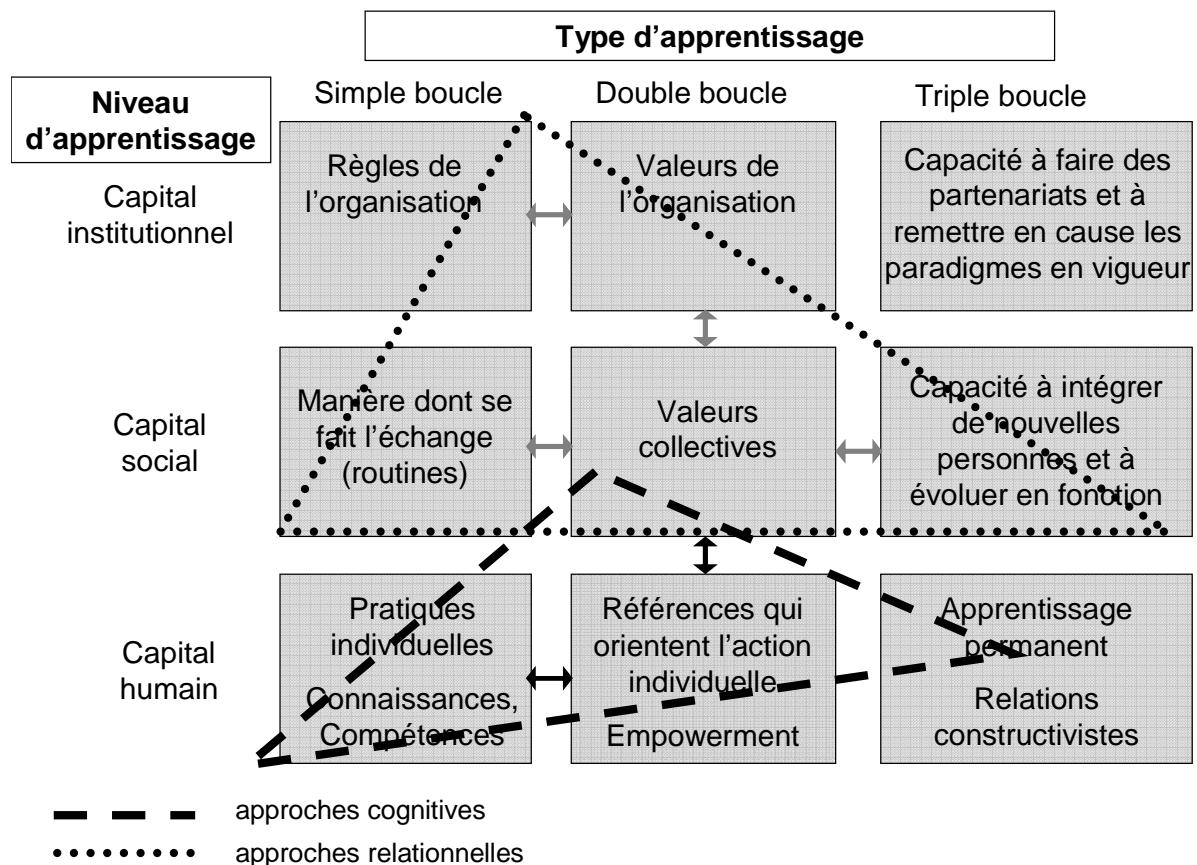 Type d'apprentissage
Niveau
d'apprentissage
Simple boucle
Double boucle
Triple boucle
Capital
institutionnel
Règles de
l'organisation
Valeurs de
l'organisation
Capacité à faire des
partenariats et à
remettre en cause les
paradigmes en vigueur
Capital
social
Manière dont se
fait l'échange
(routines)
Valeurs
collectives
Capacité à intégrer
de nouvelles
personnes et à
évoluer en fonction
Capital
humain
Pratiques
individuelles
Connaissances,
Compétences
Références qui
orientent l'action
individuelle
Empowerment
Apprentissage
permanent
Relations
constructivistes
approches cognitives
approches relationnelles